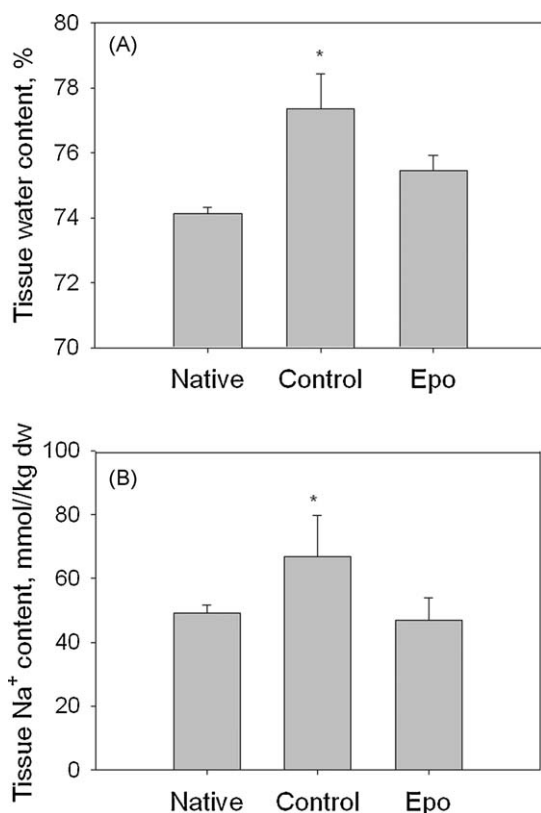 80
(A)
*
78
76
74
72
70
Tissue water content, %
Native Control Epo
100
(B)
80
*
60
40
20
0
Tissue Na⁺ content, mmol//kg dw
Native Control Epo